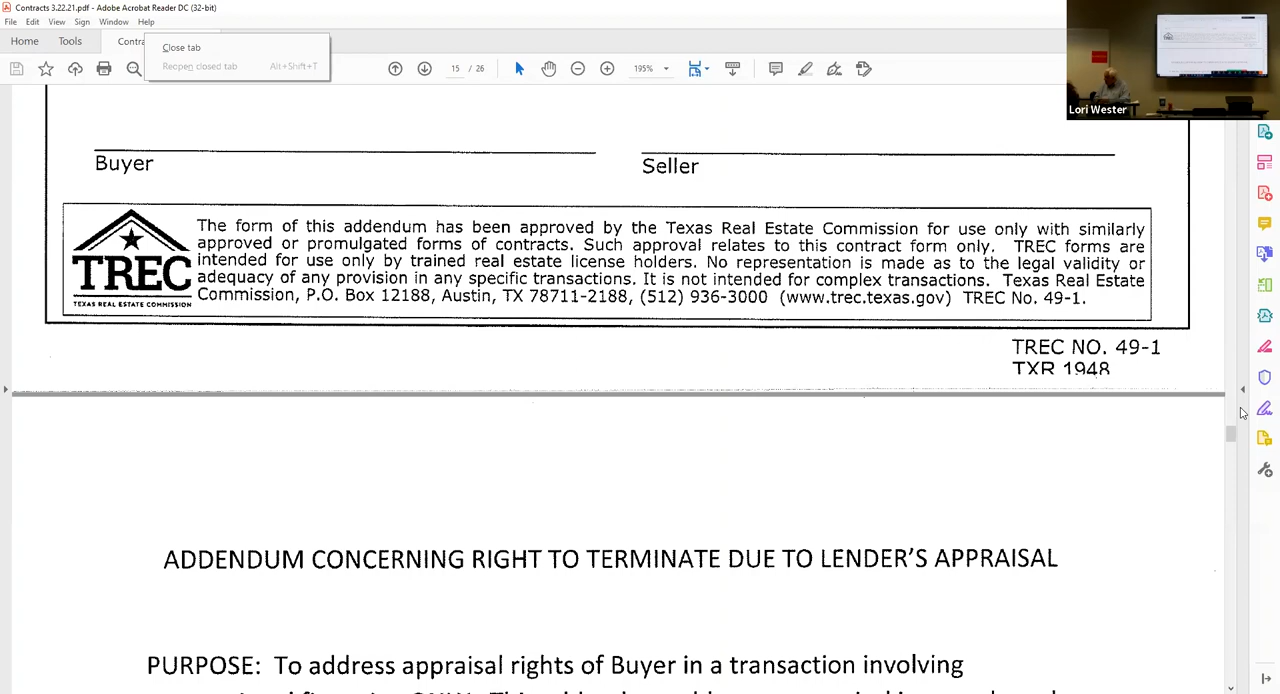 Contracts 3.22.21.pdf - Adobe Acrobat Reader DC (32-bit)
File Edit View Sign Window Help
Home Tools Contra
Close tab
Reopen closed tab Alt+Shift+T
15 / 26 195%
Lori Wester
Buyer
Seller
The form of this addendum has been approved by the Texas Real Estate Commission for use only with similarly
approved or promulgated forms of contracts. Such approval relates to this contract form only. TREC forms are
intended for use only by trained real estate license holders. No representation is made as to the legal validity or
adequacy of any provision in any specific transactions. It is not intended for complex transactions. Texas Real Estate
Commission, P.O. Box 12188, Austin, TX 78711-2188, (512) 936-3000 (www.trec.texas.gov) TREC No. 49-1.
TREC
TEXAS REAL ESTATE COMMISSION
TREC NO. 49-1
TXR 1948
ADDENDUM CONCERNING RIGHT TO TERMINATE DUE TO LENDER'S APPRAISAL
PURPOSE: To address appraisal rights of Buyer in a transaction involving